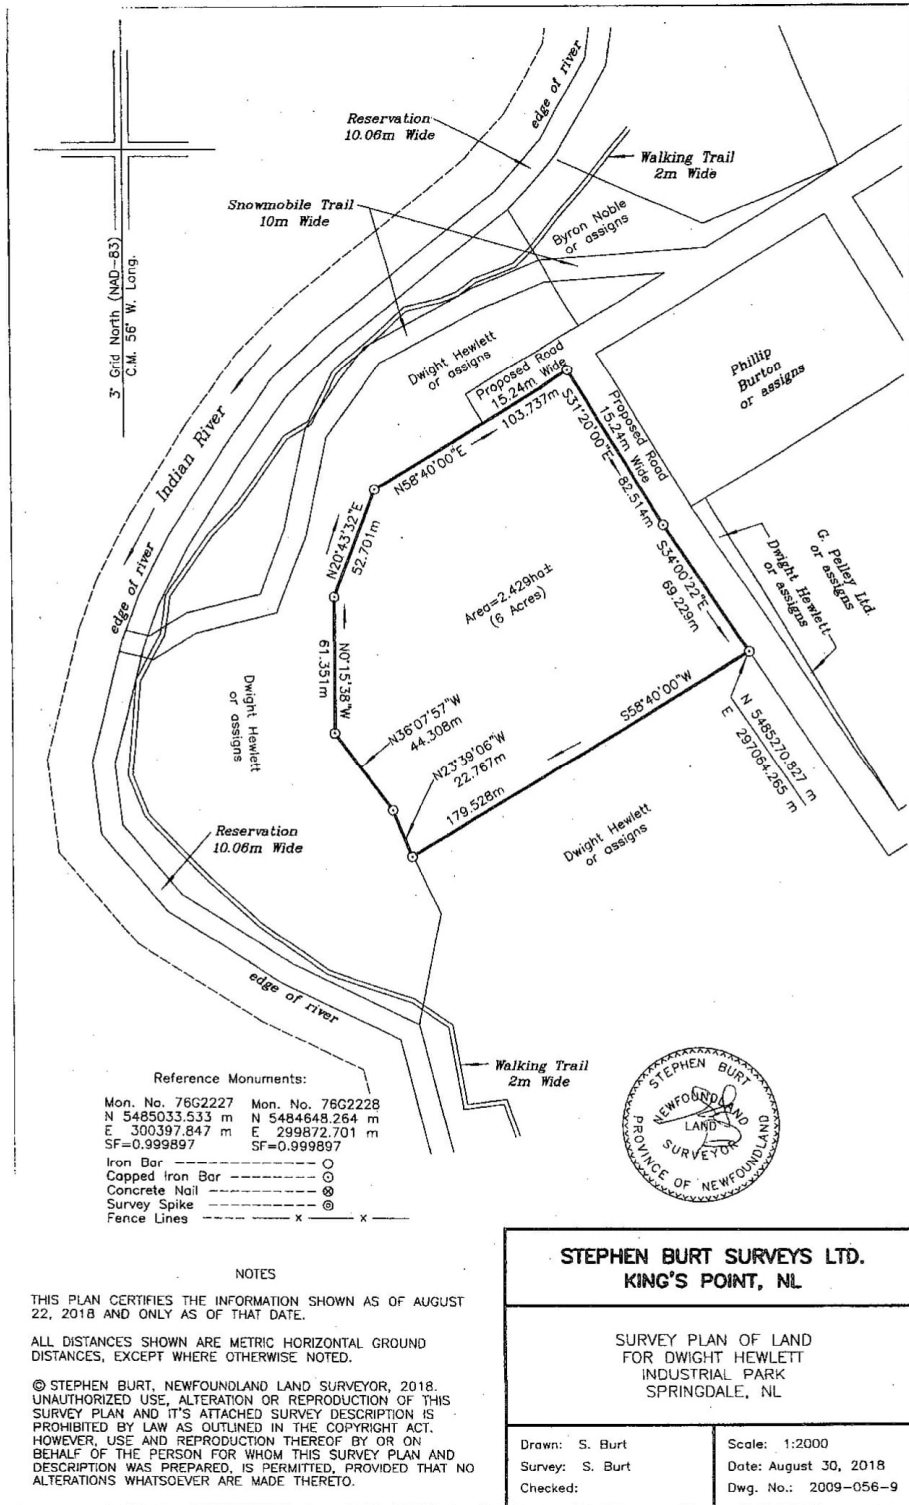 edge of river
Reservation
10.06m Wide
Walking Trail
2m Wide
Snowmobile Trail
10m Wide
Byron Noble
or assigns
3° Grid North (NAD-83)
C.M. 56° W. Long.
Dwight Hewlett
or assigns
Proposed Road
15.24m Wide
Phillip
Burton
or assigns
Indian River
N58°40'00"E
103.737m
S31°20'00"E
82.514m
Proposed Road
15.24m Wide
N20°43'32"E
52.701m
edge of river
Area=2.429ha±
(6 Acres)
S34°00'22"E
69.229m
G. Pelley Ltd.
or assigns
Dwight Hewlett
or assigns
N0°15'38"W
61.351m
Dwight Hewlett
or assigns
N36°07'57"W
44.308m
N23°39'06"W
22.767m
S58°40'00"W
179.528m
N 5485270.827 m
E 297064.265 m
Dwight Hewlett
or assigns
Reservation
10.06m Wide
edge of river
Walking Trail
2m Wide
STEPHEN BURT
NEWFOUNDLAND
LAND
SURVEYOR
PROVINCE OF NEWFOUNDLAND
Reference Monuments:
Mon. No. 76G2227 Mon. No. 76G2228
N 5485033.533 m N 5484648.264 m
E 300397.847 m E 299872.701 m
SF=0.999897 SF=0.999897
Iron Bar
Capped Iron Bar
Concrete Nail
Survey Spike
Fence Lines x x
NOTES
THIS PLAN CERTIFIES THE INFORMATION SHOWN AS OF AUGUST
22, 2018 AND ONLY AS OF THAT DATE.
ALL DISTANCES SHOWN ARE METRIC HORIZONTAL GROUND
DISTANCES, EXCEPT WHERE OTHERWISE NOTED.
© STEPHEN BURT, NEWFOUNDLAND LAND SURVEYOR, 2018.
UNAUTHORIZED USE, ALTERATION OR REPRODUCTION OF THIS
SURVEY PLAN AND IT'S ATTACHED SURVEY DESCRIPTION IS
PROHIBITED BY LAW AS OUTLINED IN THE COPYRIGHT ACT.
HOWEVER, USE AND REPRODUCTION THEREOF BY OR ON
BEHALF OF THE PERSON FOR WHOM THIS SURVEY PLAN AND
DESCRIPTION WAS PREPARED, IS PERMITTED, PROVIDED THAT NO
ALTERATIONS WHATSOEVER ARE MADE THERETO.
STEPHEN BURT SURVEYS LTD.
KING'S POINT, NL
SURVEY PLAN OF LAND
FOR DWIGHT HEWLETT
INDUSTRIAL PARK
SPRINGDALE, NL
Drawn: S. Burt
Survey: S. Burt
Checked:
Scale: 1:2000
Date: August 30, 2018
Dwg. No.: 2009-056-9